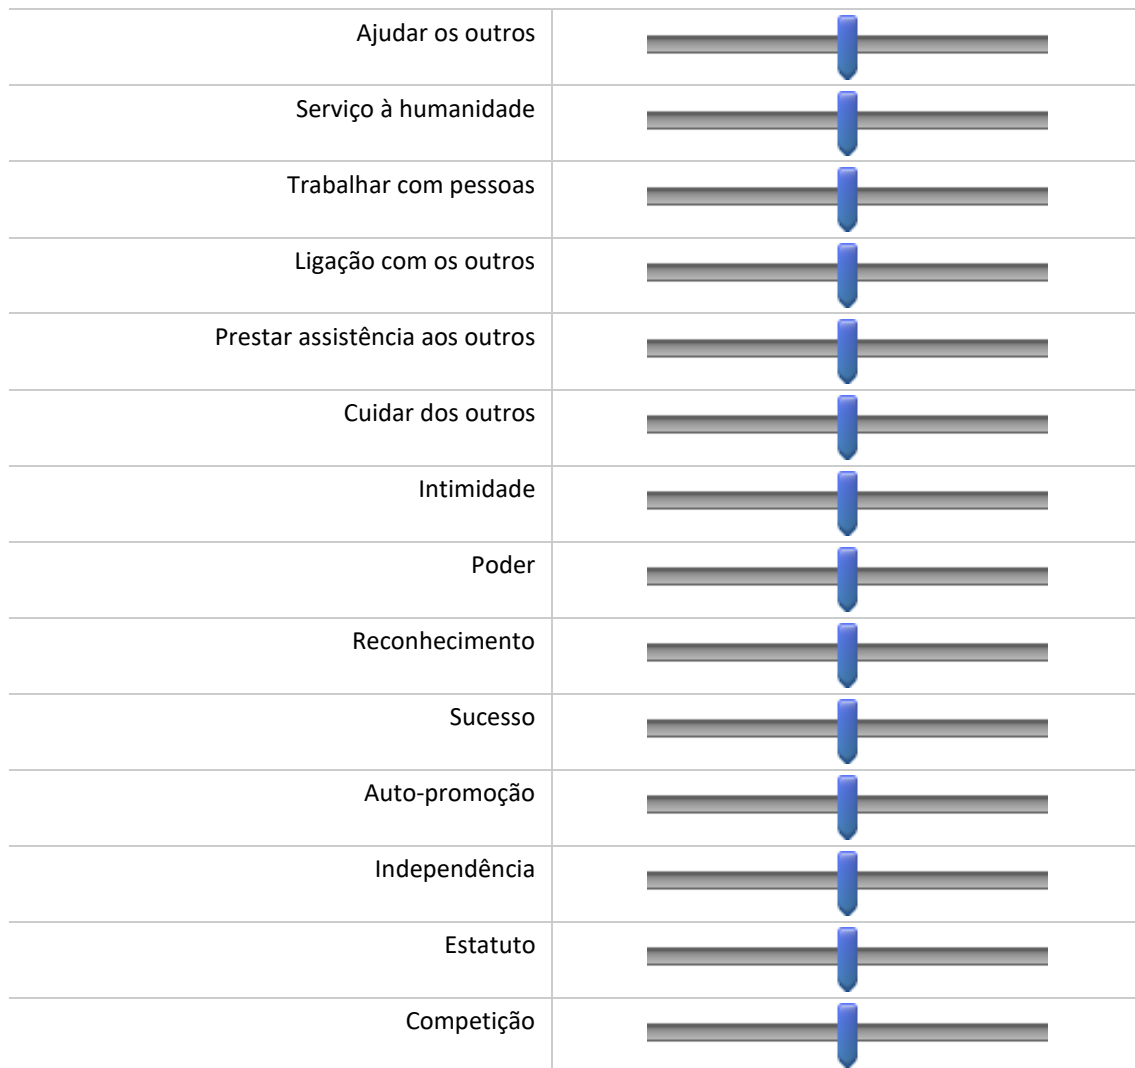 Ajudar os outros
Serviço à humanidade
Trabalhar com pessoas
Ligação com os outros
Prestar assistência aos outros
Cuidar dos outros
Intimidade
Poder
Reconhecimento
Sucesso
Auto-promoção
Independência
Estatuto
Competição